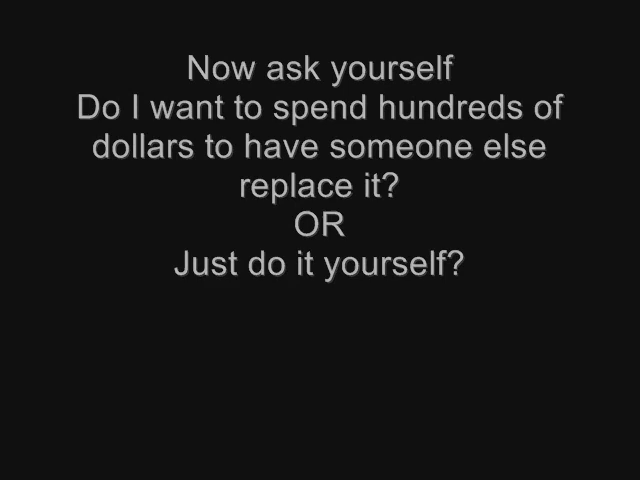 Now ask yourself
Do I want to spend hundreds of
dollars to have someone else
replace it?
OR
Just do it yourself?